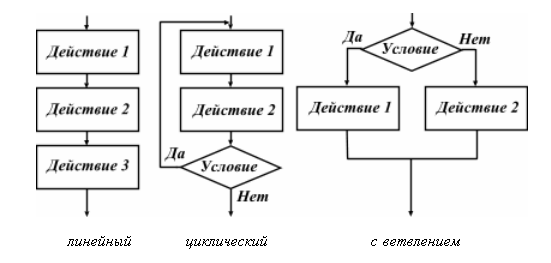 Действие 1
Действие 2
Действие 3
линейный
Действие 1
Действие 2
Да
Условие
Нет
циклический
Да
Условие
Нет
Действие 1
Действие 2
с ветвлением